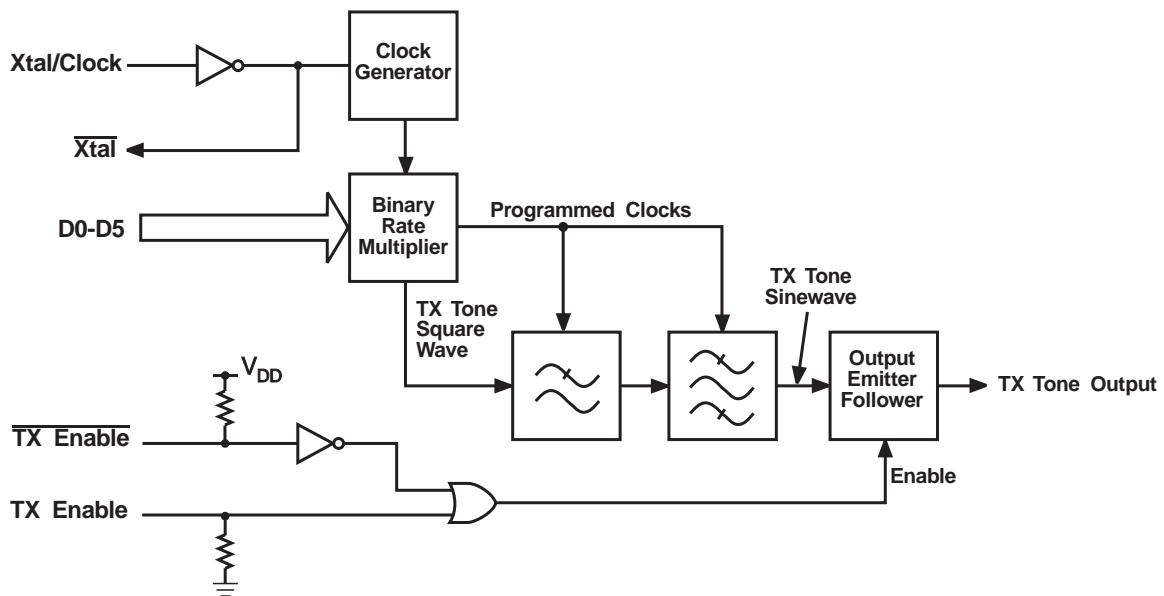 Xtal/Clock
Clock
Generator
Xtal
D0-D5
Binary
Rate
Multiplier
Programmed Clocks
TX Tone
Square
Wave
TX Tone
Sinewave
Output
Emitter
Follower
TX Tone Output
VDD
TX Enable
Enable
TX Enable